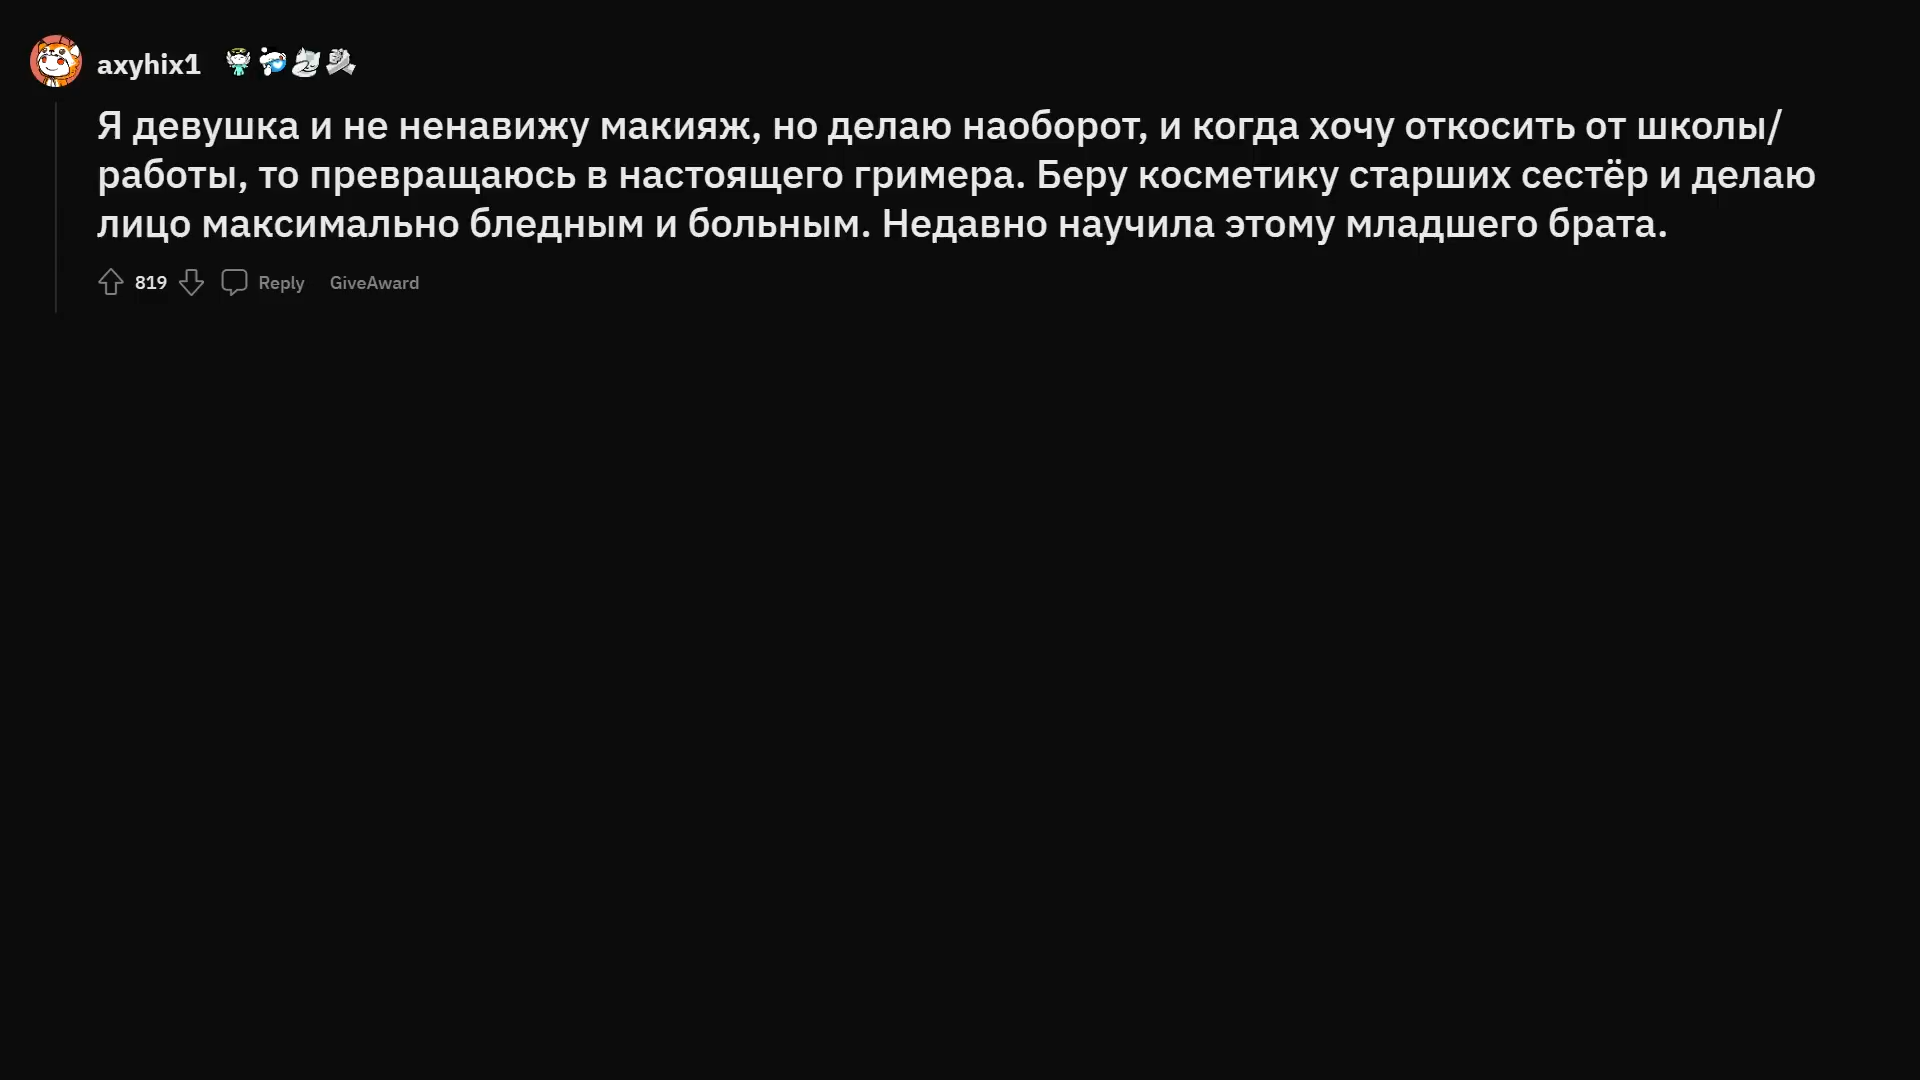 axyhix1
Я девушка и не ненавижу макияж, но делаю наоборот, и когда хочу откосить от школы/
работы, то превращаюсь в настоящего гримера. Беру косметику старших сестёр и делаю
лицо максимально бледным и больным. Недавно научила этому младшего брата.
819 Reply GiveAward